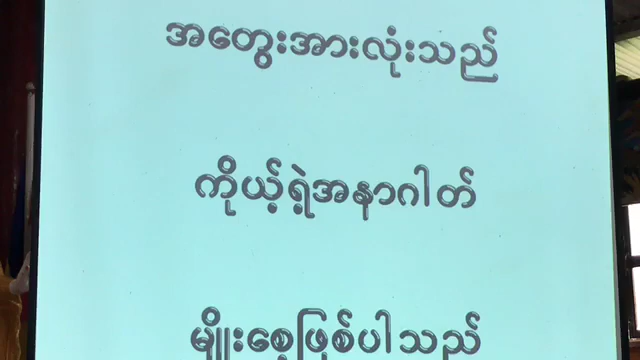 အတွေးအားလုံးသည်
ကိုယ့်ရဲ့အနာဂါတ်
မျိုးစေ့ဖြစ်ပါသည်